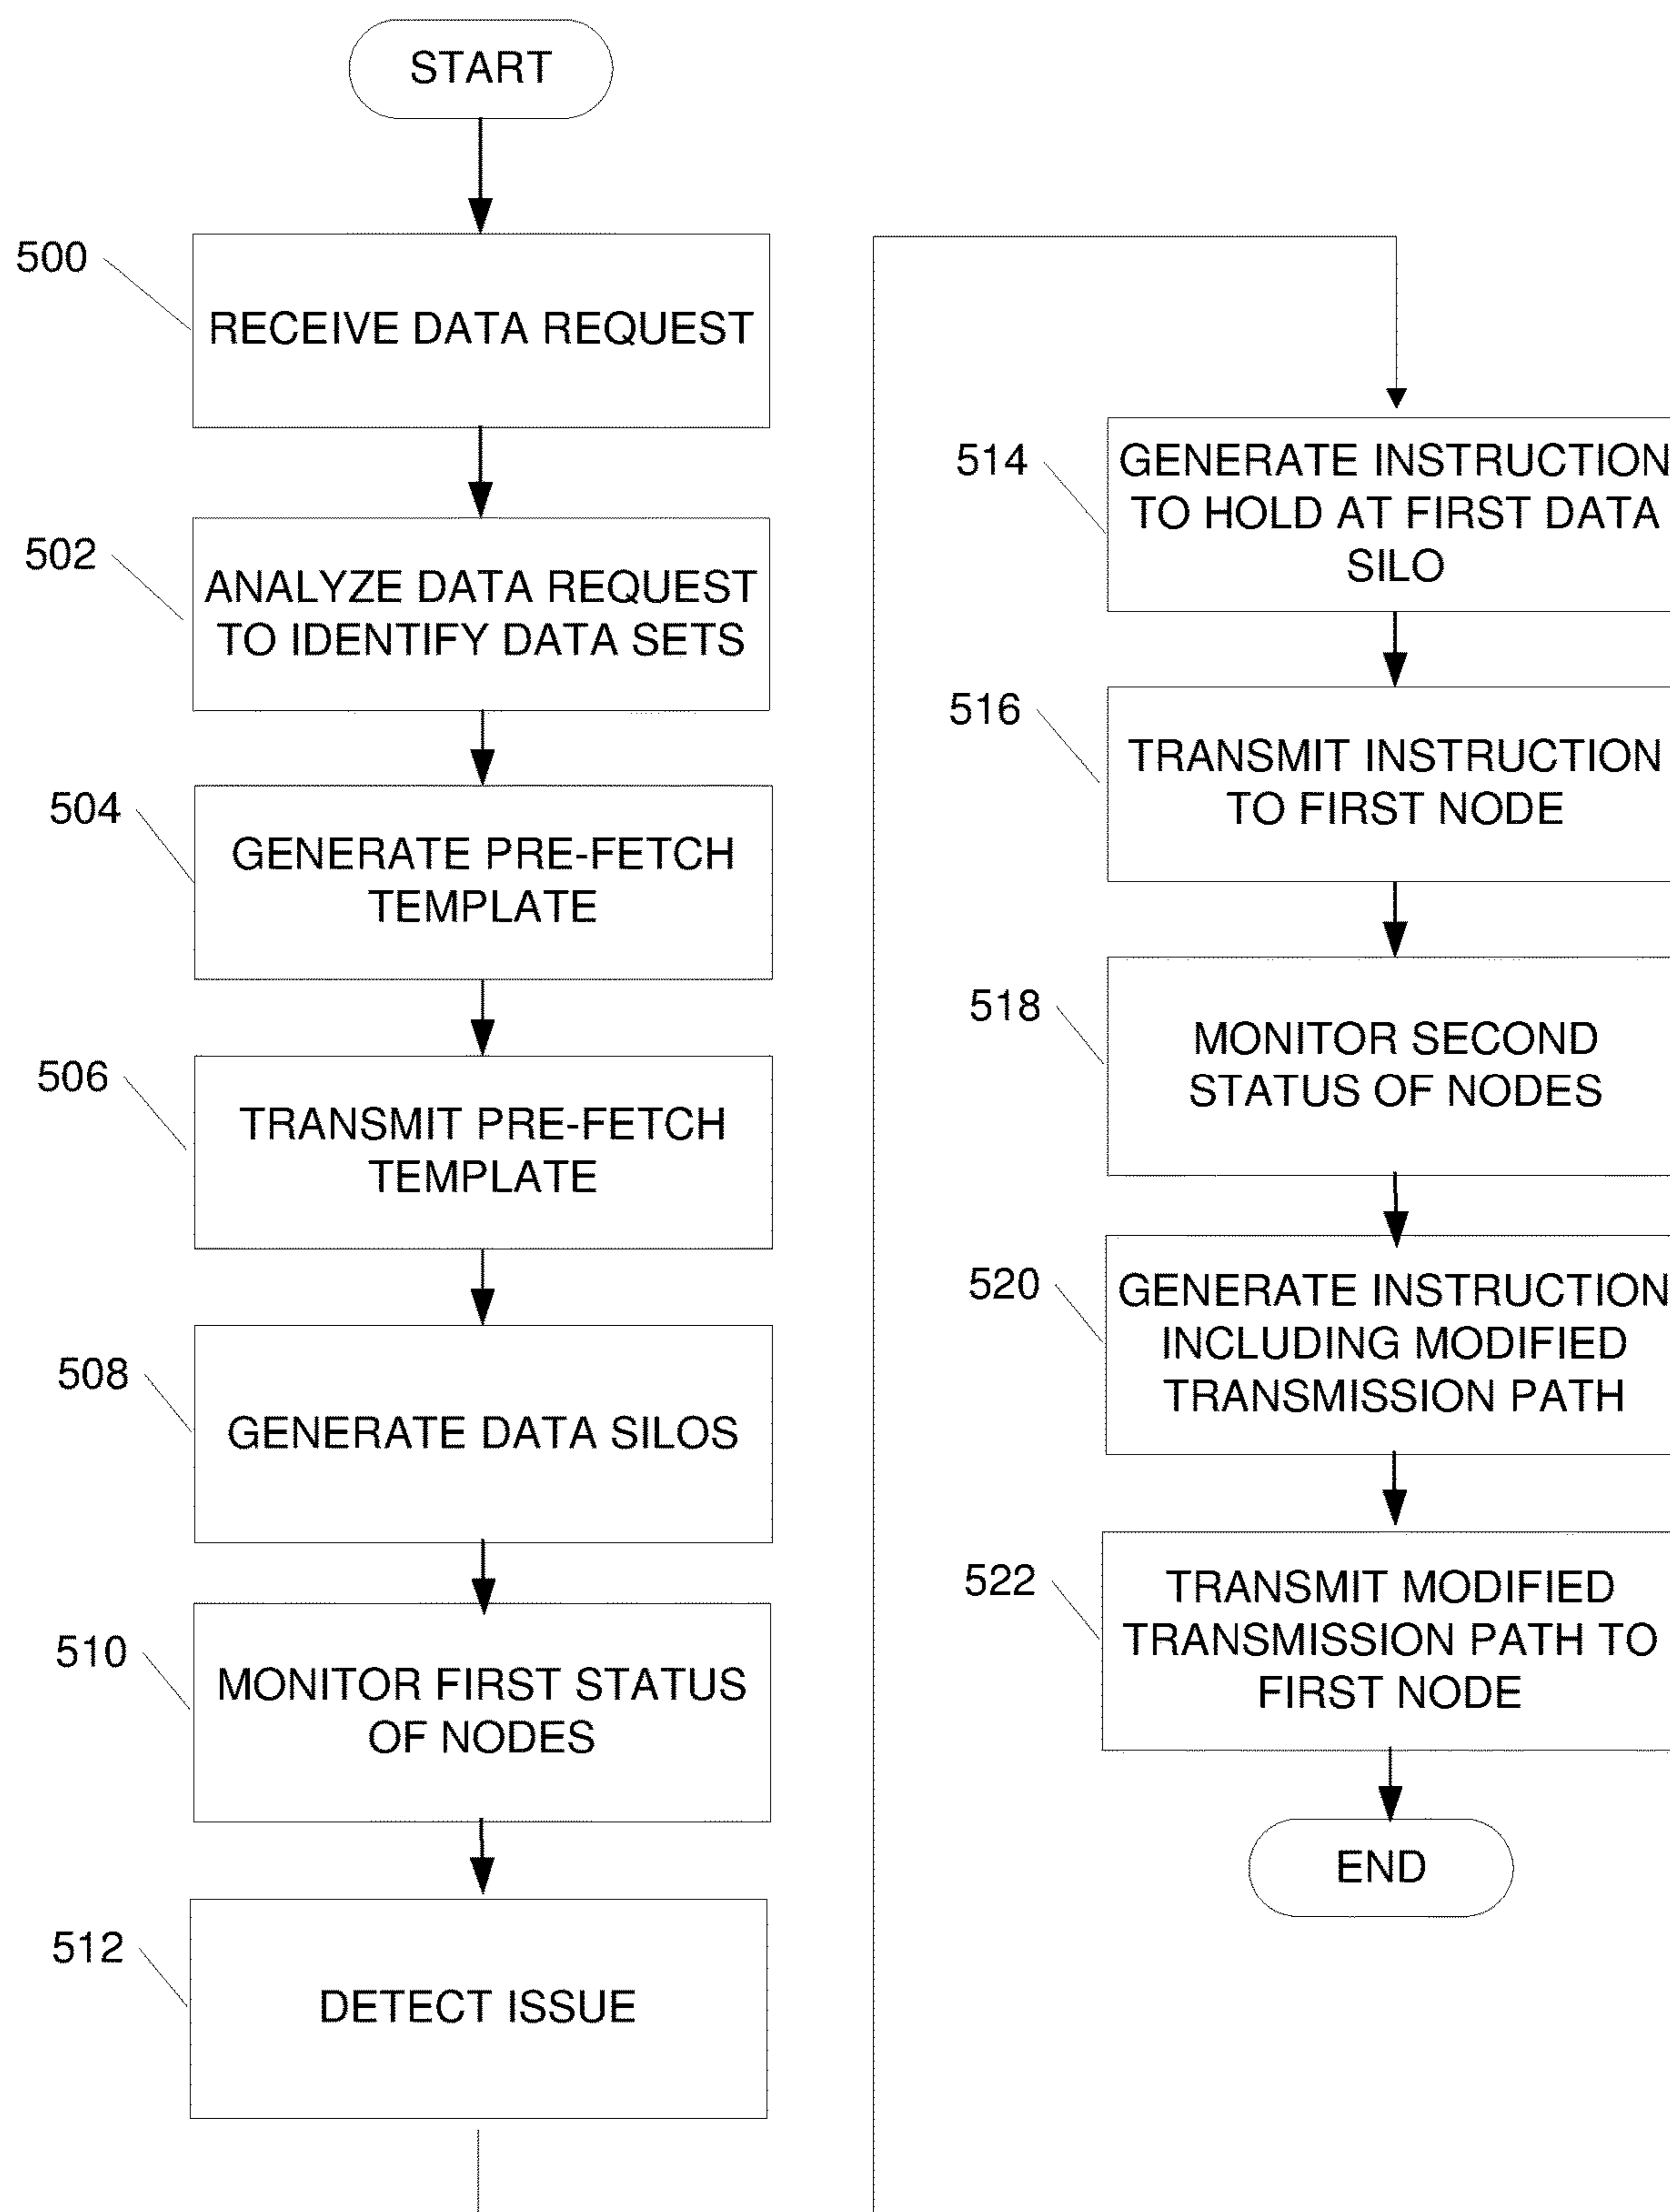 START
500
RECEIVE DATA REQUEST
502
ANALYZE DATA REQUEST
TO IDENTIFY DATA SETS
504
GENERATE PRE-FETCH
TEMPLATE
506
TRANSMIT PRE-FETCH
TEMPLATE
508
GENERATE DATA SILOS
510
MONITOR FIRST STATUS
OF NODES
512
DETECT ISSUE
514
GENERATE INSTRUCTION
TO HOLD AT FIRST DATA
SILO
516
TRANSMIT INSTRUCTION
TO FIRST NODE
518
MONITOR SECOND
STATUS OF NODES
520
GENERATE INSTRUCTION
INCLUDING MODIFIED
TRANSMISSION PATH
522
TRANSMIT MODIFIED
TRANSMISSION PATH TO
FIRST NODE
END